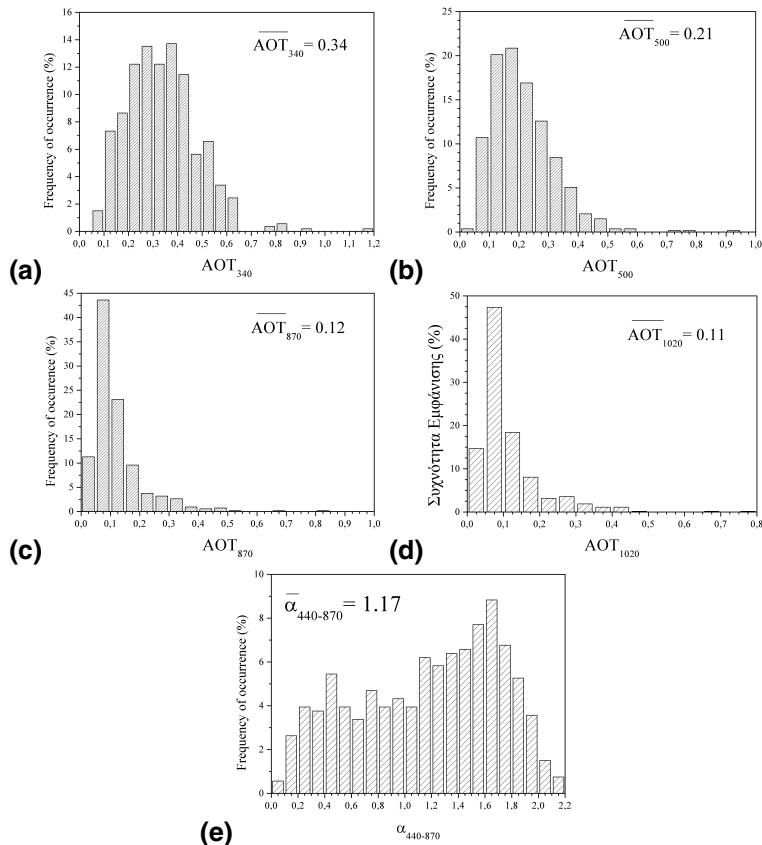 16
14
12
10
8
6
4
2
0
Frequency of occurrence (%)
AOT₃₄₀= 0.34
0,0 0,1 0,2 0,3 0,4 0,5 0,6 0,7 0,8 0,9 1,0 1,1 1,2
(a)
AOT₃₄₀
25
20
15
10
5
0
Frequency of occurrence (%)
AOT₅₀₀= 0.21
0,0 0,1 0,2 0,3 0,4 0,5 0,6 0,7 0,8 0,9 1,0
(b)
AOT₅₀₀
45
40
35
30
25
20
15
10
5
0
Frequency of occurence (%)
AOT₈₇₀= 0.12
0,0 0,1 0,2 0,3 0,4 0,5 0,6 0,7 0,8 0,9 1,0
(c)
AOT₈₇₀
50
40
30
20
10
0
Συχνότητα Εμφάνισης (%)
AOT₁₀₂₀= 0.11
0,0 0,1 0,2 0,3 0,4 0,5 0,6 0,7 0,8
(d)
AOT₁₀₂₀
10
8
6
4
2
0
Frequency of occurrence (%)
α₄₄₀₋₈₇₀= 1.17
0,0 0,2 0,4 0,6 0,8 1,0 1,2 1,4 1,6 1,8 2,0 2,2
(e)
α₄₄₀₋₈₇₀